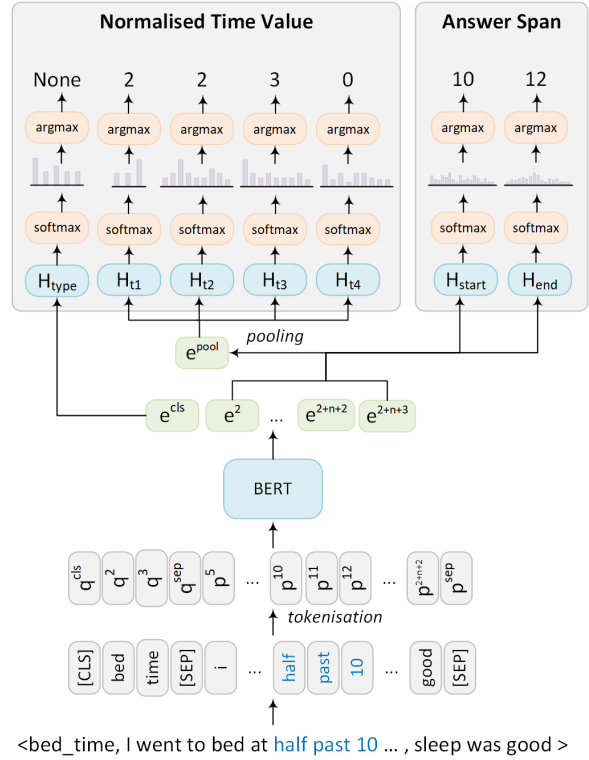 Normalised Time Value Answer Span
None 2 2 3 0 10 12
argmax argmax argmax argmax argmax argmax argmax
softmax softmax softmax softmax softmax softmax softmax
Htype Ht1 Ht2 Ht3 Ht4 Hstart Hend
pooling
epool
ecls e2 ... e2+n+2 e2+n+3
BERT
qcls q2 q3 qsep p5 ... p10 p11 p12 ... p2+n+2 psep
tokenisation
[CLS] bed time [SEP] i ... half past 10 ... good [SEP]
<bed_time, I went to bed at half past 10 ... , sleep was good >